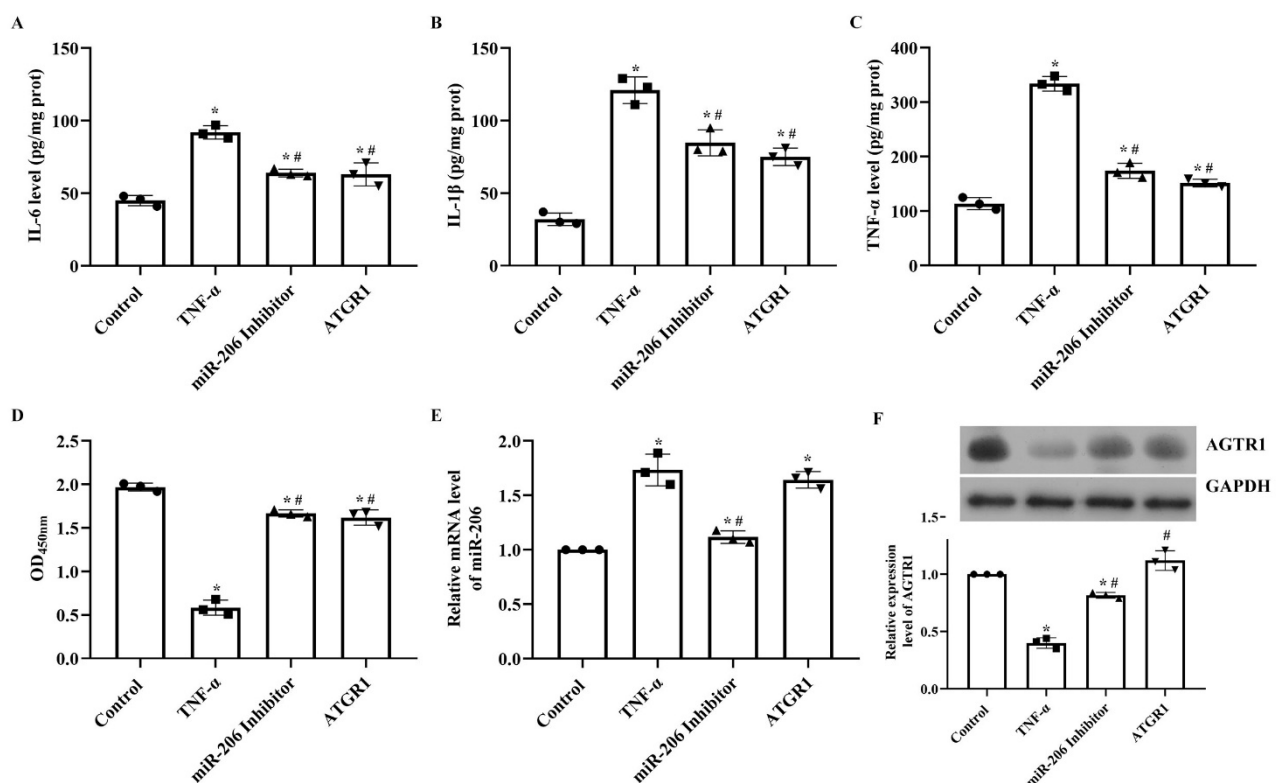 A
IL-6 level (pg/mg prot)
150
100
50
0
*
* #
* #
Control
TNF-α
miR-206 Inhibitor
ATGR1
B
IL-1β (pg/mg prot)
150
100
50
0
*
* #
* #
Control
TNF-α
miR-206 Inhibitor
ATGR1
C
TNF-α level (pg/mg prot)
400
300
200
100
0
*
* #
* #
Control
TNF-α
miR-206 Inhibitor
ATGR1
D
OD450nm
2.5
2.0
1.5
1.0
0.5
0.0
*
* #
* #
Control
TNF-α
miR-206 Inhibitor
ATGR1
E
Relative mRNA level
of miR-206
2.0
1.5
1.0
0.5
0.0
*
* #
*
Control
TNF-α
miR-206 Inhibitor
ATGR1
F
AGTR1
GAPDH
Relative expression
level of AGTR1
1.5
1.0
0.5
0.0
*
* #
#
Control
TNF-α
miR-206 Inhibitor
ATGR1